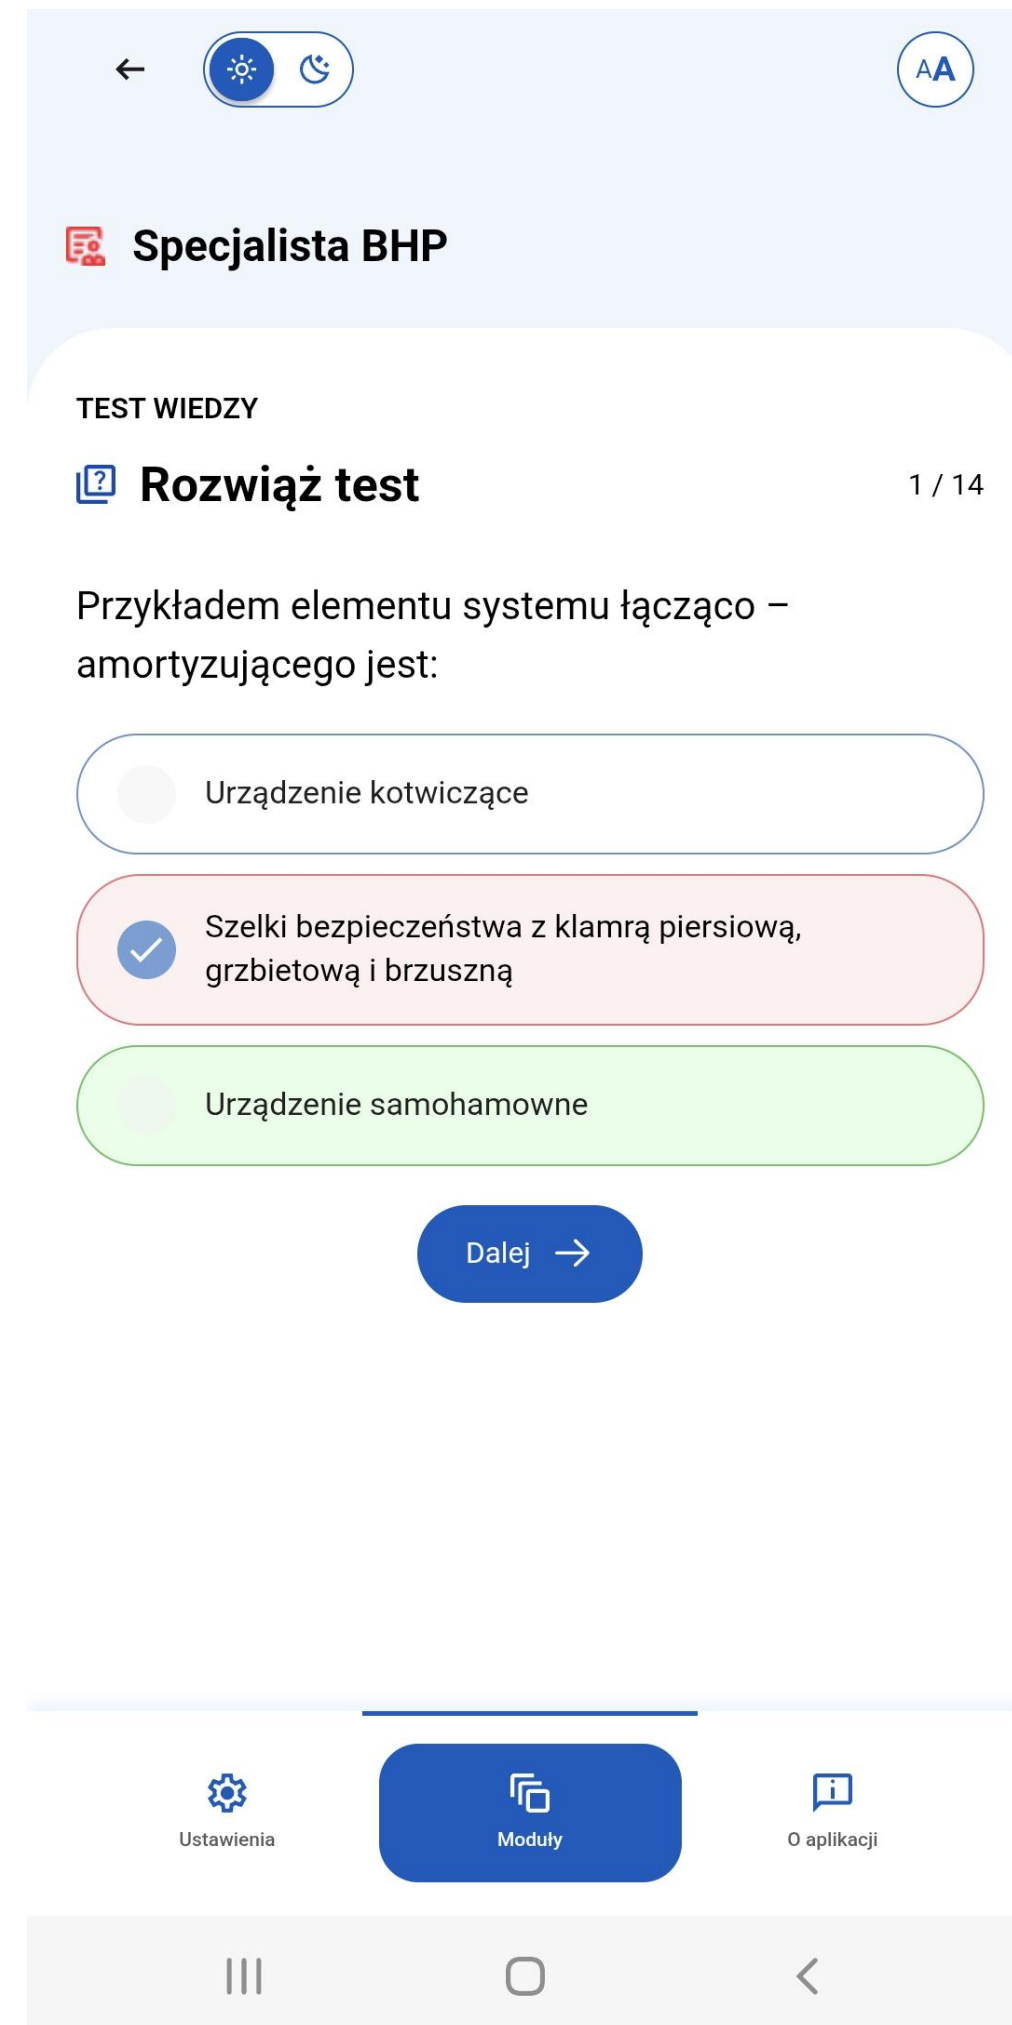 AA
Specjalista BHP
TEST WIEDZY
Rozwiąż test
1 / 14
Przykładem elementu systemu łącząco –
amortyzującego jest:
Urządzenie kotwiczące
Szelki bezpieczeństwa z klamrą piersiową,
grzbietową i brzuszną
Urządzenie samohamowne
Dalej
Ustawienia
Moduły
O aplikacji